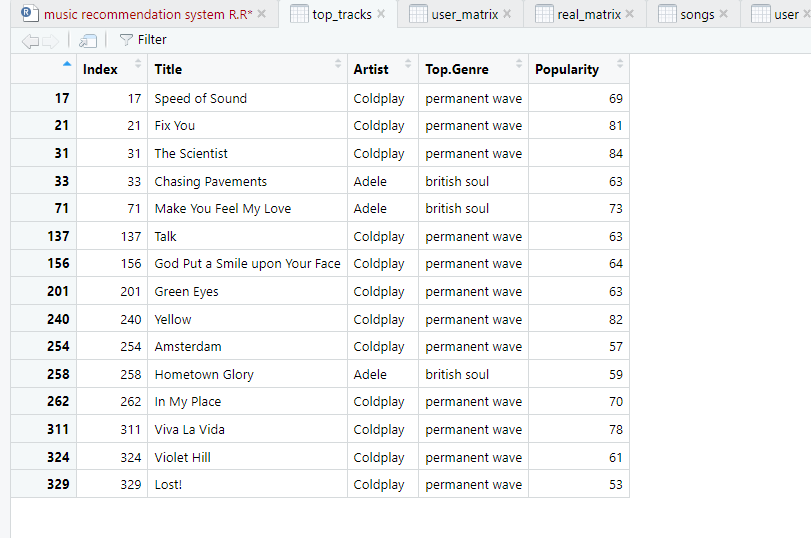 music recommendation system R.R* top_tracks user_matrix real_matrix songs user
Filter
Index Title Artist Top.Genre Popularity
17 17 Speed of Sound Coldplay permanent wave 69
21 21 Fix You Coldplay permanent wave 81
31 31 The Scientist Coldplay permanent wave 84
33 33 Chasing Pavements Adele british soul 63
71 71 Make You Feel My Love Adele british soul 73
137 137 Talk Coldplay permanent wave 63
156 156 God Put a Smile upon Your Face Coldplay permanent wave 64
201 201 Green Eyes Coldplay permanent wave 63
240 240 Yellow Coldplay permanent wave 82
254 254 Amsterdam Coldplay permanent wave 57
258 258 Hometown Glory Adele british soul 59
262 262 In My Place Coldplay permanent wave 70
311 311 Viva La Vida Coldplay permanent wave 78
324 324 Violet Hill Coldplay permanent wave 61
329 329 Lost! Coldplay permanent wave 53